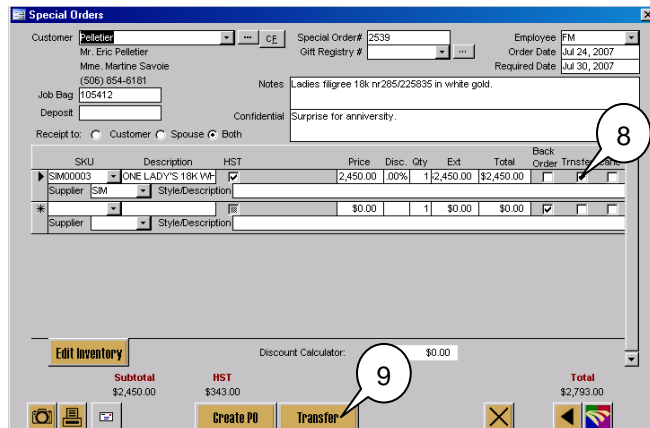 Special Orders
Customer Pelletier ... CE Special Order# 2539 Employee FM
Mr. Eric Pelletier Gift Registry # ... Order Date Jul 24, 2007
Mme. Martine Savoie Required Date Jul 30, 2007
(506) 854-6181 Notes Ladies filigree 18k nr285/225835 in white gold.
Job Bag 105412
Deposit Confidential Surprise for anniversity.
Receipt to: Customer Spouse Both
8
Back
SKU Description HST Price Disc. Qty Ext Total Order Trnsfe
SIM00003 ONE LADY'S 18K WH 2,450.00 .00% 1 2,450.00 $2,450.00
Supplier SIM Style/Description
* $0.00 1 $0.00 $0.00
Supplier Style/Description
Edit Inventory Discount Calculator: $0.00
Subtotal HST 9 Total
$2,450.00 $343.00 $2,793.00
Create PO Transfer